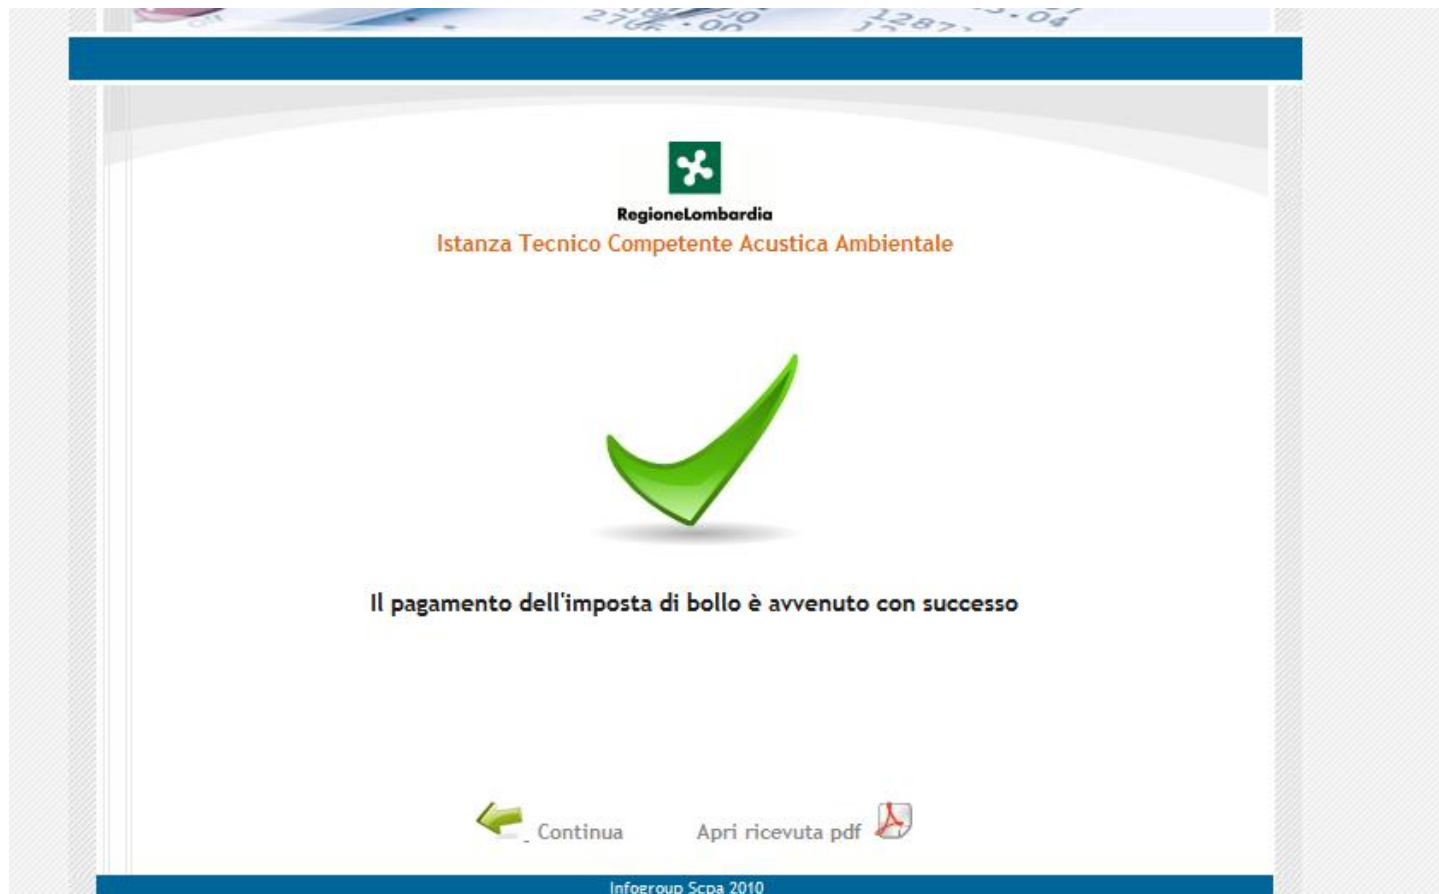 RegioneLombardia
Istanza Tecnico Competente Acustica Ambientale
Il pagamento dell'imposta di bollo è avvenuto con successo
Continua Apri ricevuta pdf
Infogroup Scpa 2010